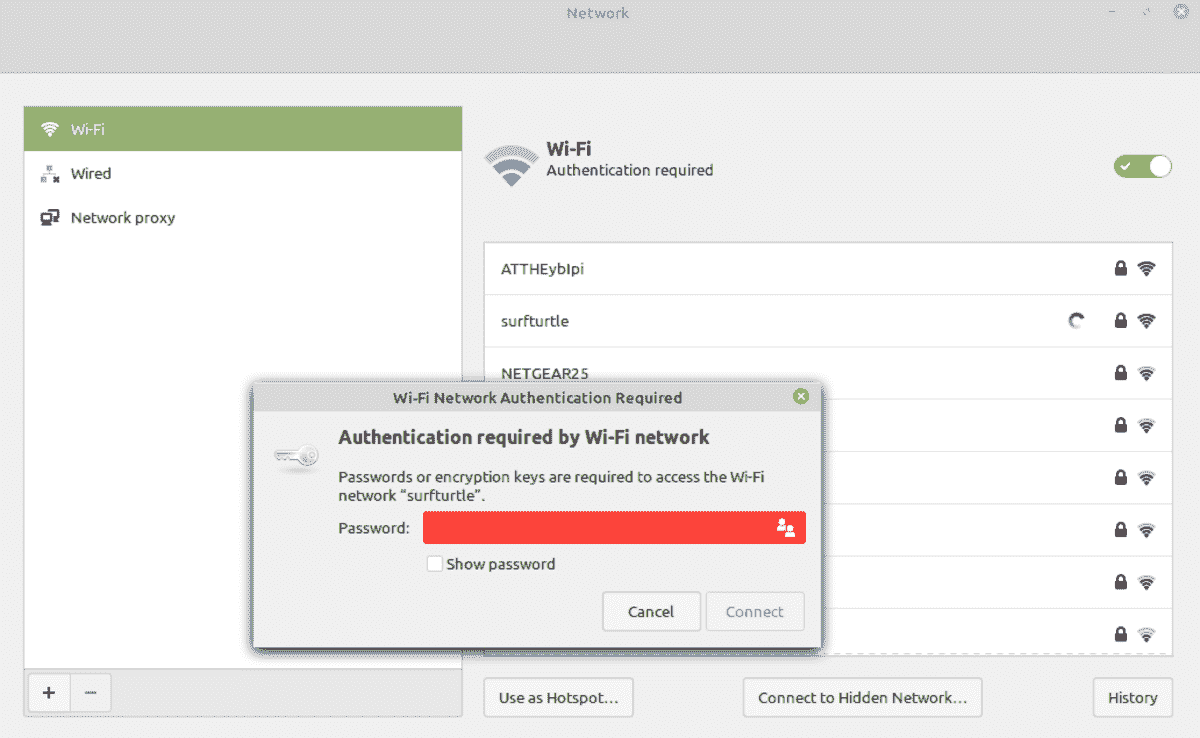 Network
Wi-Fi
Wired
Network proxy
Wi-Fi
Authentication required
ATTHEybIpi
surfturtle
NETGEAR25
Wi-Fi Network Authentication Required
Authentication required by Wi-Fi network
Passwords or encryption keys are required to access the Wi-Fi
network “surfturtle”.
Password:
Show password
Cancel
Connect
Use as Hotspot...
Connect to Hidden Network...
History